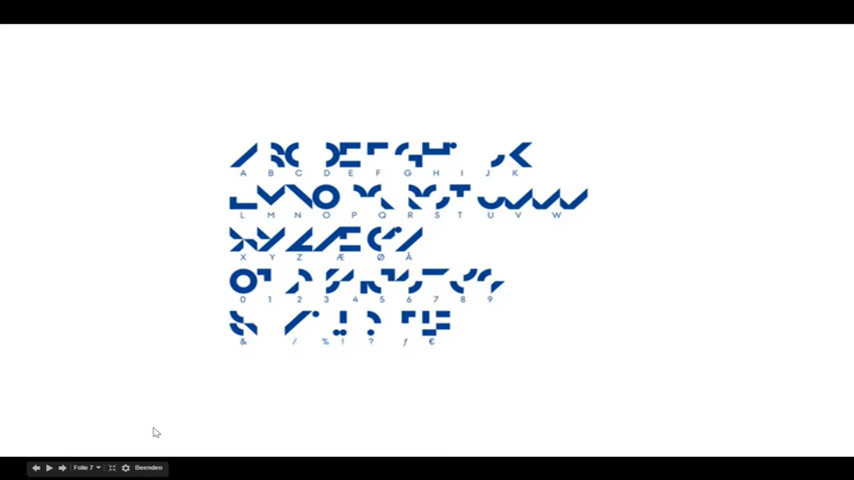 A B C D E F G H I J K
L M N O P Q R S T U V W
X Y Z Æ Ø Å
0 1 2 3 4 5 6 7 8 9
& / % ! ? ƒ €
Folie 7 Beenden